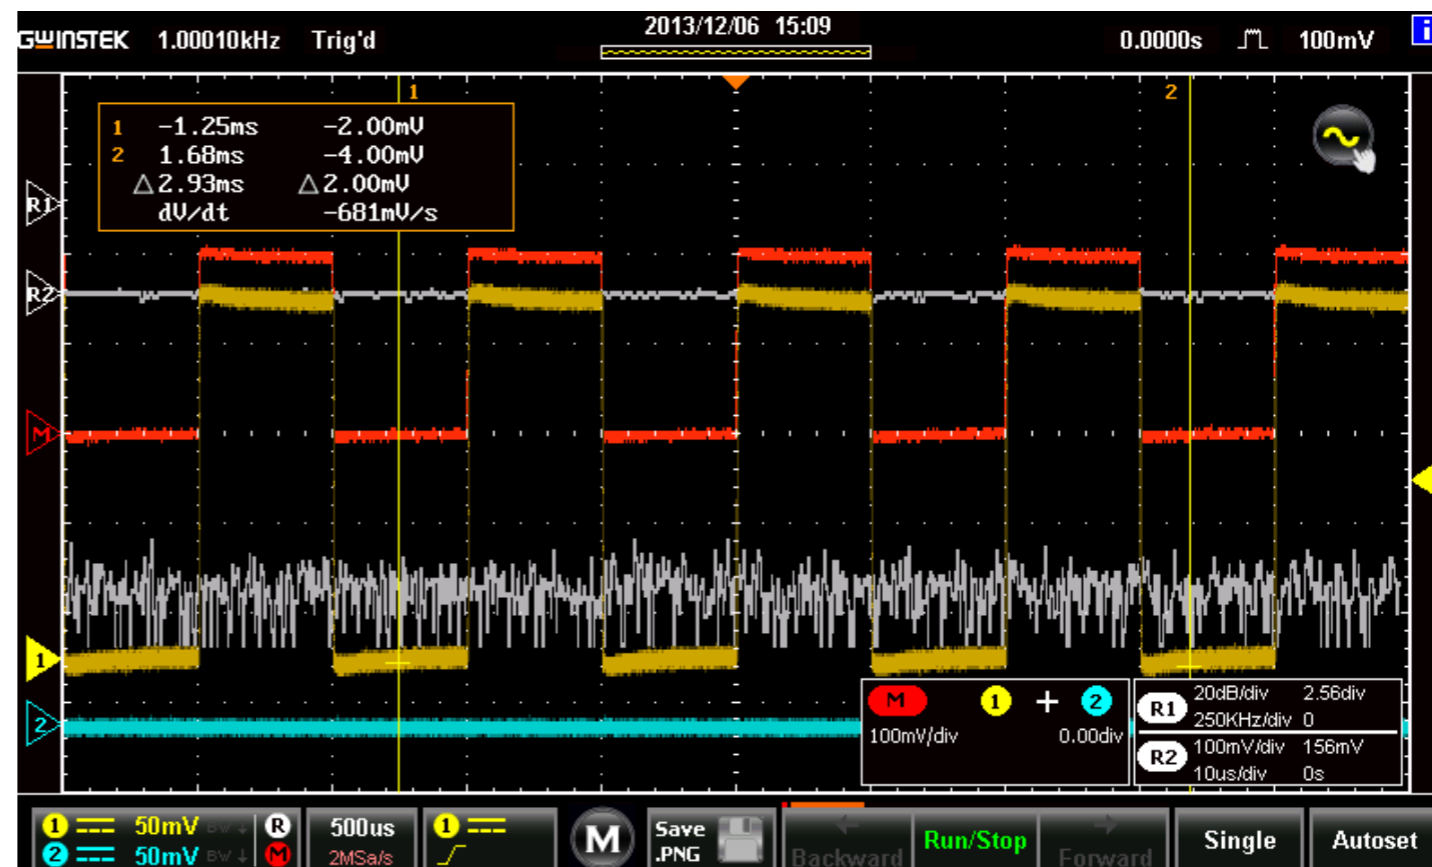 GWINSTEK 1.00010kHz Trig'd 2013/12/06 15:09 0.0000s 100mV i
1 2
1 -1.25ms -2.00mV
2 1.68ms -4.00mV
△2.93ms △2.00mV
dV/dt -681mV/s
R1
R2
M
1
2
M 1 + 2
100mV/div 0.00div
R1 20dB/div 2.56div
250KHz/div 0
R2 100mV/div 156mV
10us/div 0s
1 50mV BW R
2 50mV BW M
500us
2MSa/s
1
M
Save
.PNG
Backward
Run/Stop
Forward
Single
Autoset